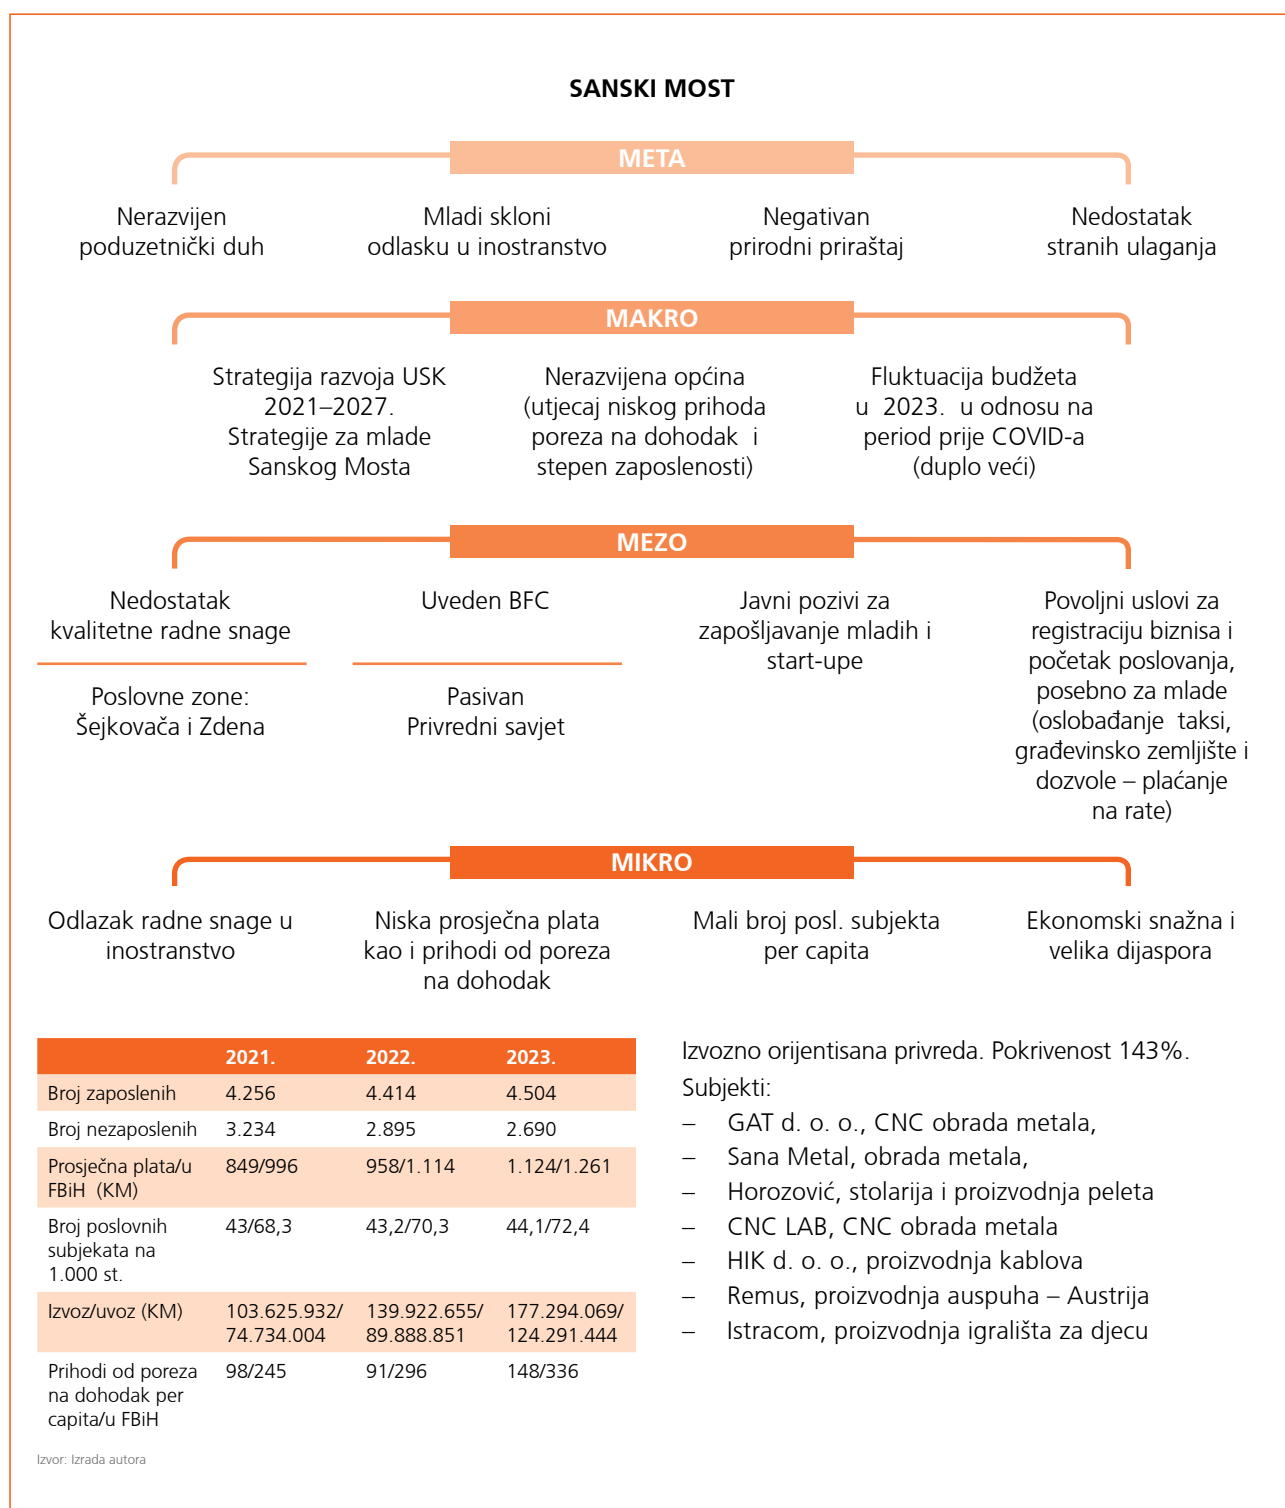 SANSKI MOST
META
Nerazvijen
poduzetnički duh
Mladi skloni
odlasku u inostranstvo
Negativan
prirodni priraštaj
Nedostatak
stranih ulaganja
MAKRO
Strategija razvoja USK
2021–2027.
Strategije za mlade
Sanskog Mosta
Nerazvijena općina
(utjecaj niskog prihoda
poreza na dohodak i
stepen zaposlenosti)
Fluktuacija budžeta
u 2023. u odnosu na
period prije COVID-a
(duplo veći)
MEZO
Nedostatak
kvalitetne radne snage
Poslovne zone:
Šejkovača i Zdena
Uveden BFC
Pasivan
Privredni savjet
Javni pozivi za
zapošljavanje mladih i
start-upe
Povoljni uslovi za
registraciju biznisa i
početak poslovanja,
posebno za mlade
(oslobađanje taksi,
građevinsko zemljište i
dozvole – plaćanje
na rate)
MIKRO
Odlazak radne snage u
inostranstvo
Niska prosječna plata
kao i prihodi od poreza
na dohodak
Mali broj posl. subjekta
per capita
Ekonomski snažna i
velika dijaspora
2021. 2022. 2023.
Broj zaposlenih 4.256 4.414 4.504
Broj nezaposlenih 3.234 2.895 2.690
Prosječna plata/u 849/996 958/1.114 1.124/1.261
FBiH (KM)
Broj poslovnih 43/68,3 43,2/70,3 44,1/72,4
subjekata na
1.000 st.
Izvoz/uvoz (KM) 103.625.932/ 139.922.655/ 177.294.069/
74.734.004 89.888.851 124.291.444
Prihodi od poreza 98/245 91/296 148/336
na dohodak per
capita/u FBiH
Izvor: Izrada autora
Izvozno orijentisana privreda. Pokrivenost 143%.
Subjekti:
– GAT d. o. o., CNC obrada metala,
– Sana Metal, obrada metala,
– Horozović, stolarija i proizvodnja peleta
– CNC LAB, CNC obrada metala
– HIK d. o. o., proizvodnja kablova
– Remus, proizvodnja auspuha – Austrija
– Istracom, proizvodnja igrališta za djecu